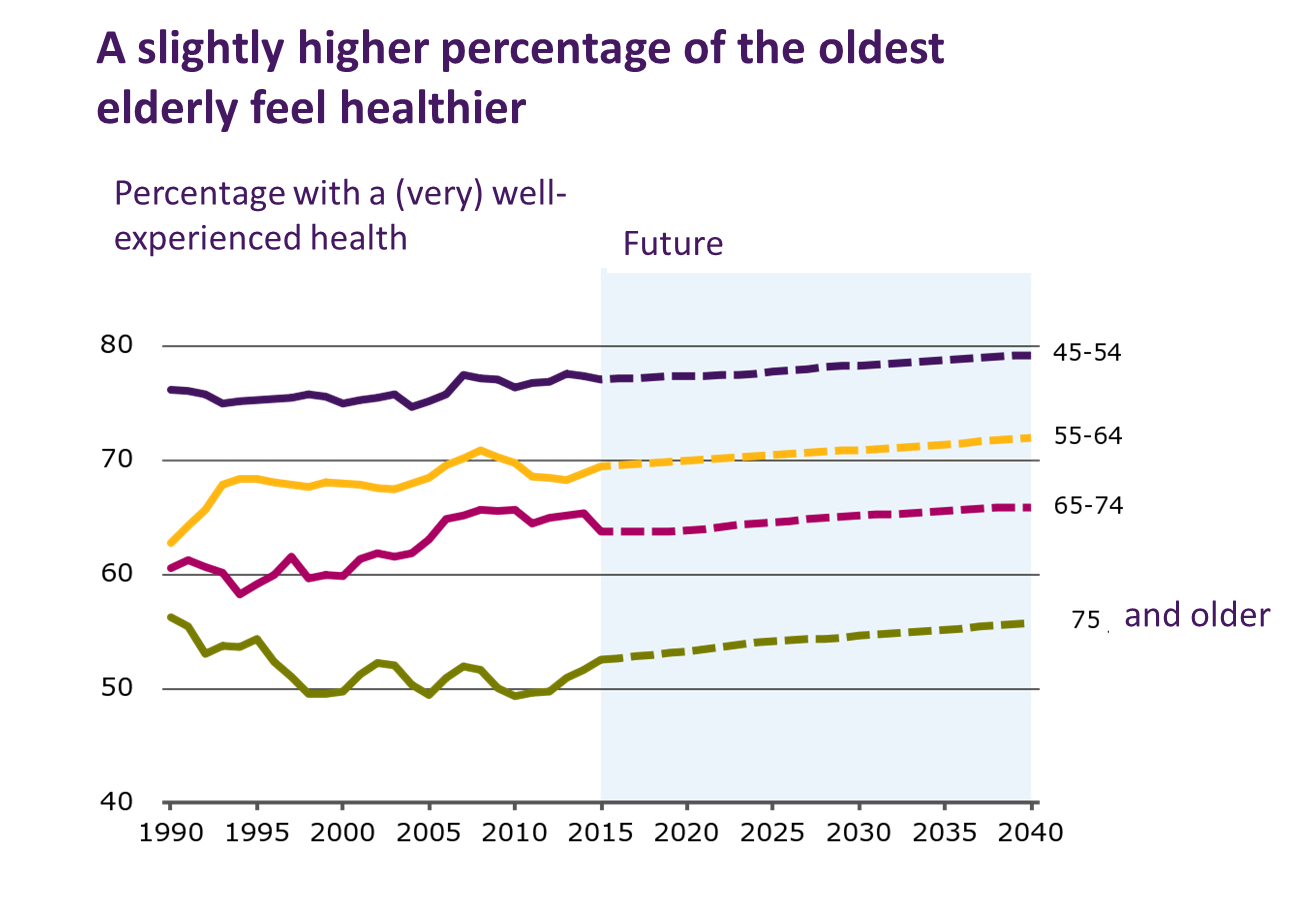 A slightly higher percentage of the oldest
elderly feel healthier
Percentage with a (very) well-
experienced health
Future
80
70
60
50
40
45-54
55-64
65-74
75 and older
1990 1995 2000 2005 2010 2015 2020 2025 2030 2035 2040